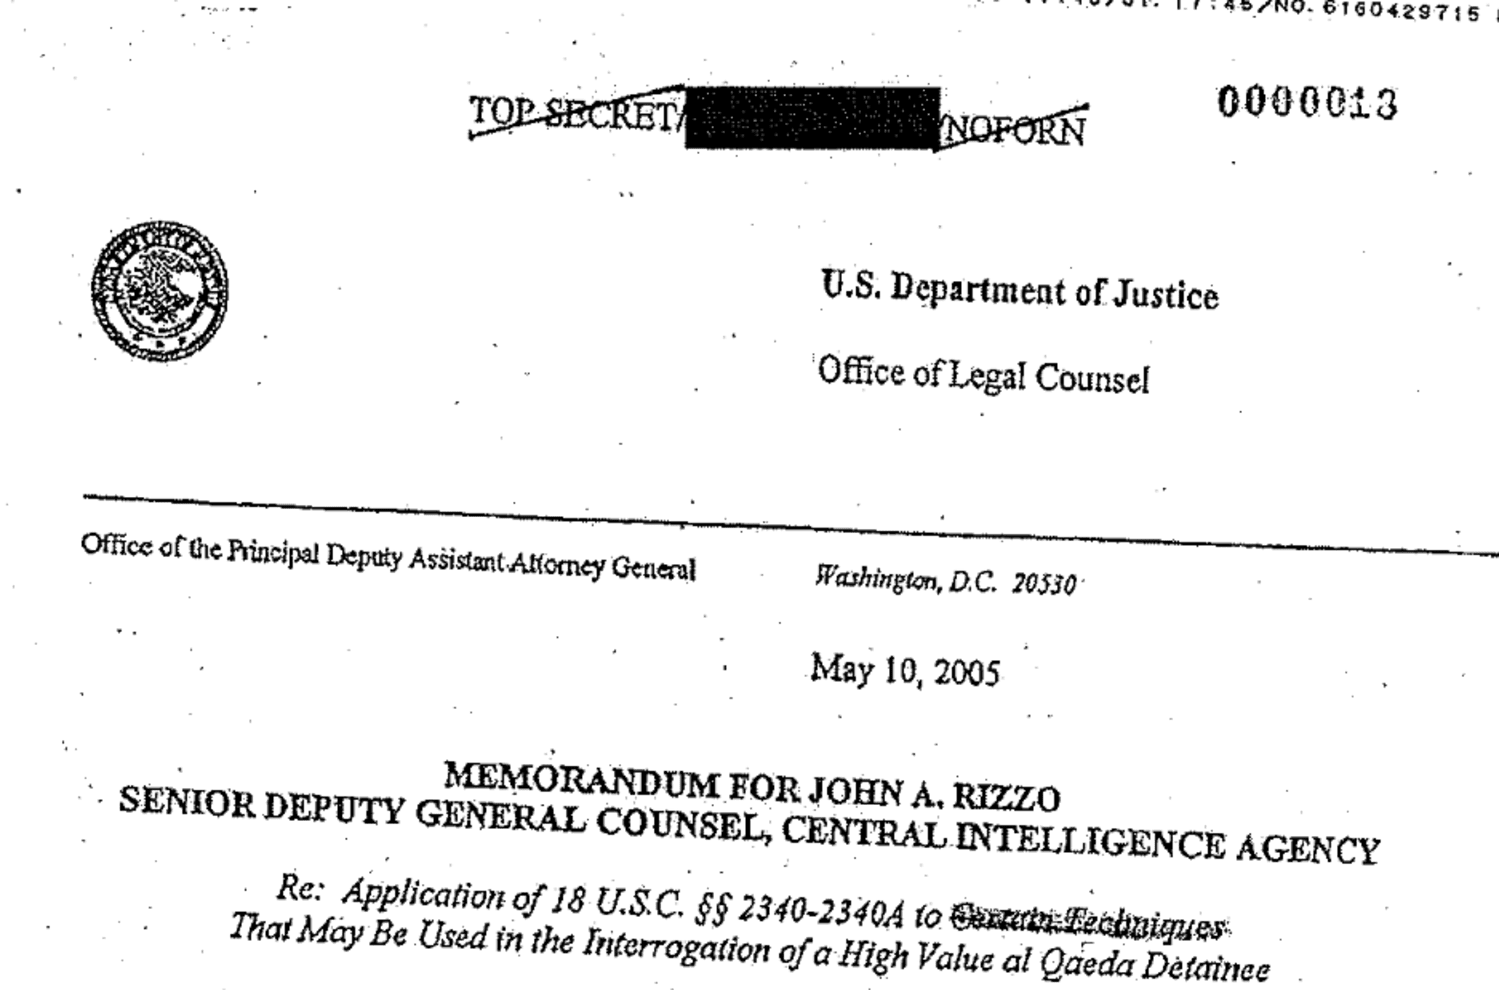 17:45/NO. 6160429715
TOP SECRET/ /NOFORN
0000013
U.S. Department of Justice
Office of Legal Counsel
Office of the Principal Deputy Assistant Attorney General
Washington, D.C. 20530
May 10, 2005
MEMORANDUM FOR JOHN A. RIZZO
SENIOR DEPUTY GENERAL COUNSEL, CENTRAL INTELLIGENCE AGENCY
Re: Application of 18 U.S.C. §§ 2340-2340A to Certain Techniques
That May Be Used in the Interrogation of a High Value al Qaeda Detainee